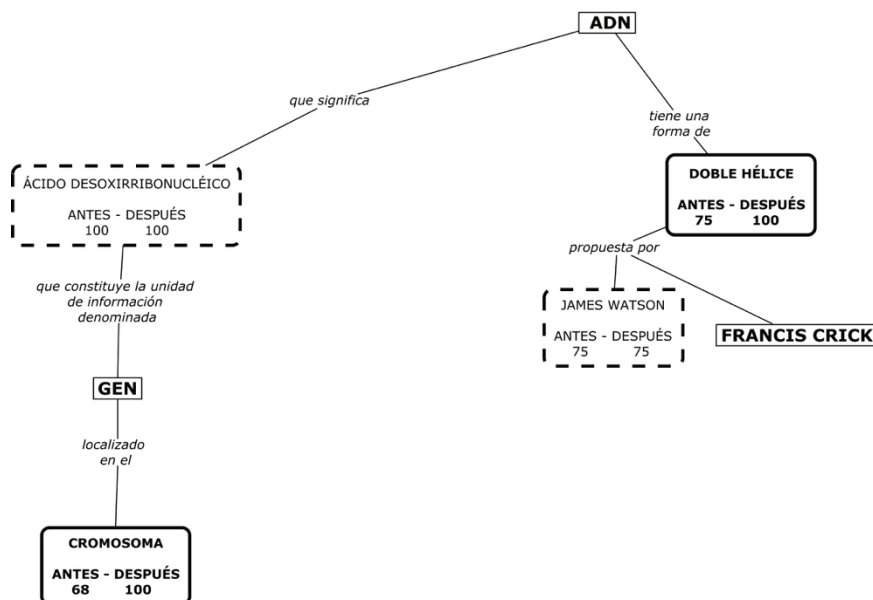 ADN
que significa
tiene una
forma de
ÁCIDO DESOXIRRIBONUCLÉICO
ANTES - DESPUÉS
100 100
DOBLE HÉLICE
ANTES - DESPUÉS
75 100
propuesta por
que constituye la unidad
de información
denominada
JAMES WATSON
ANTES - DESPUÉS
75 75
FRANCIS CRICK
GEN
localizado
en el
CROMOSOMA
ANTES - DESPUÉS
68 100